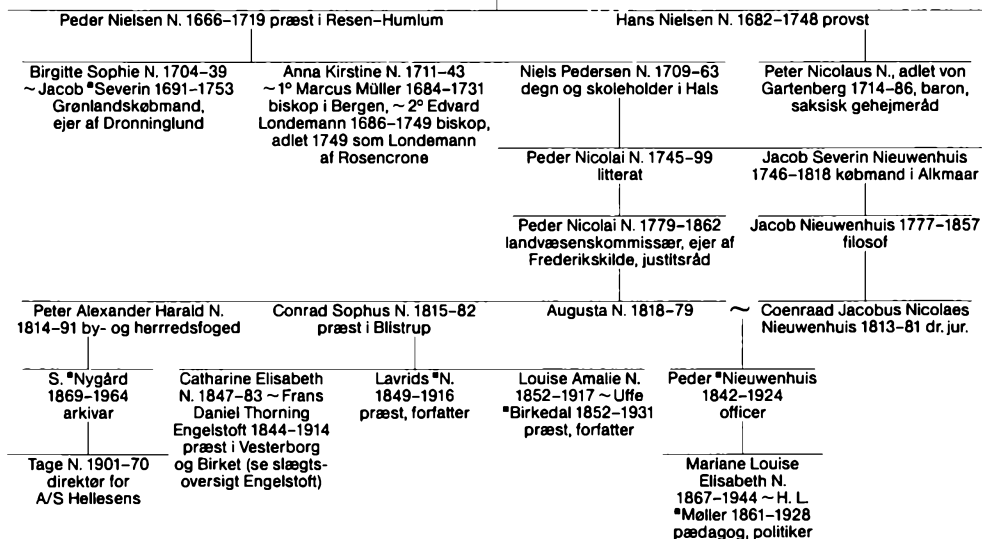 Peder Nielsen N. 1666–1719 præst i Resen-Humlum
Hans Nielsen N. 1682–1748 provst
Birgitte Sophie N. 1704–39
~ Jacob *Severin 1691–1753
Grønlandskøbmand,
ejer af Dronninglund
Anna Kirstine N. 1711–43
~ 1° Marcus Müller 1684–1731
biskop i Bergen, ~ 2° Edvard
Londemann 1686–1749 biskop,
adlet 1749 som Londemann
af Rosencrone
Niels Pedersen N. 1709–63
degn og skoleholder i Hals
Peter Nicolaus N., adlet von
Gartenberg 1714–86, baron,
saksisk gehejmeråd
Peder Nicolai N. 1745–99
litterat
Jacob Severin Nieuwenhuis
1746–1818 købmand i Alkmaar
Peder Nicolai N. 1779–1862
landvæsenskommissær, ejer af
Frederikskilde, justitsråd
Jacob Nieuwenhuis 1777–1857
filosof
Peter Alexander Harald N.
1814–91 by- og herrredsfoged
Conrad Sophus N. 1815–82
præst i Blistrup
Augusta N. 1818–79
~
Coenraad Jacobus Nicolaes
Nieuwenhuis 1813–81 dr. jur.
S. *Nygård
1869–1964
arkivar
Catharine Elisabeth
N. 1847–83 ~ Frans
Daniel Thorning
Engelstoft 1844–1914
præst i Vesterborg
og Birket (se slægts-
oversigt Engelstoft)
Lavrids *N.
1849–1916
præst, forfatter
Louise Amalie N.
1852–1917 ~ Uffe
*Birkedal 1852–1931
præst, forfatter
Peder *Nieuwenhuis
1842–1924
officer
Tage N. 1901–70
direktør for
A/S Hellesens
Mariane Louise
Elisabeth N.
1867–1944 ~ H. L.
*Møller 1861–1928
pædagog, politiker